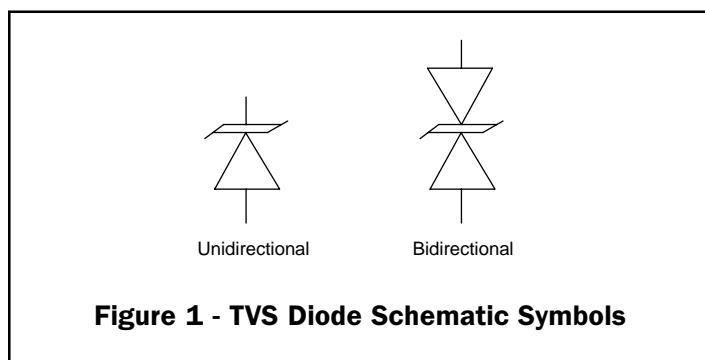 Unidirectional Bidirectional
Figure 1 - TVS Diode Schematic Symbols